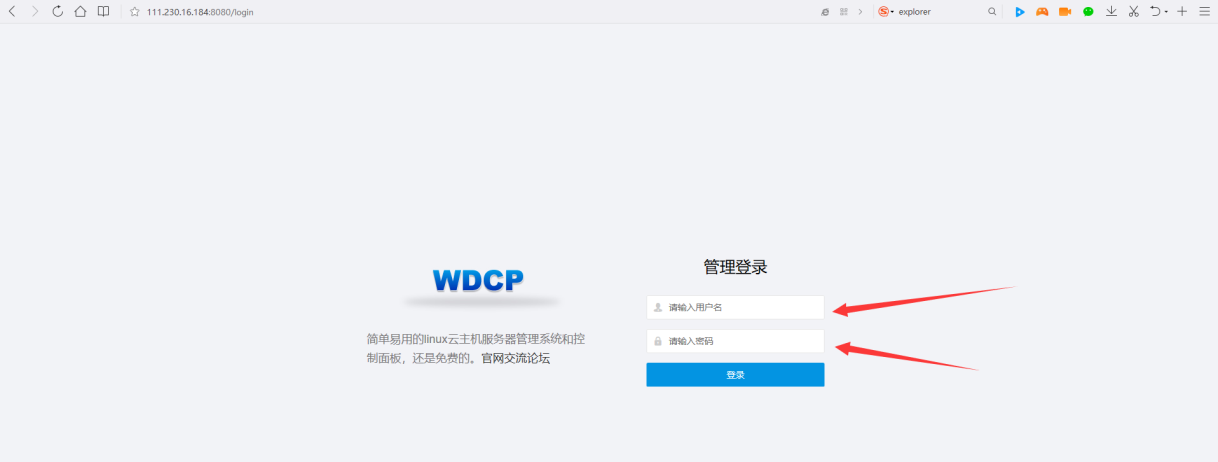 111.230.16.184:8080/login
explorer
WDCP
简单易用的linux云主机服务器管理系统和控
制面板，还是免费的。官网交流论坛
管理登录
请输入用户名
请输入密码
登录